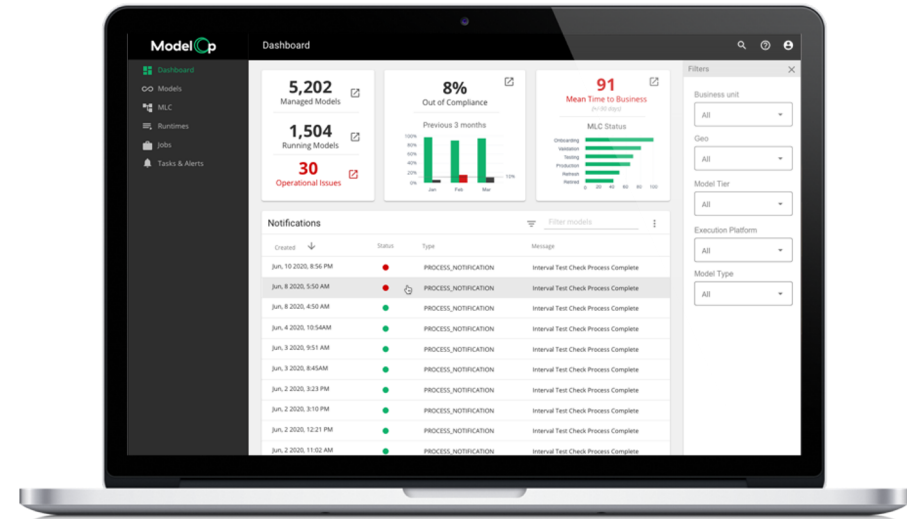 ModelOp
Dashboard
Dashboard
Models
MLC
Runtimes
Jobs
Tasks & Alerts
5,202
Managed Models
1,504
Running Models
30
Operational Issues
8%
Out of Compliance
Previous 3 months
100%
80%
60%
40%
20%
0%
10%
Jan Feb Mar
91
Mean Time to Business
MLC Status
Onboarding
Validation
Testing
Production
Refresh
Retired
0 20 40 60 80 100
Filters
Business unit
All
Geo
All
Model Tier
All
Execution Platform
All
Model Type
All
Notifications
Filter models
Created Status Type Message
Jun, 10 2020, 8:56 PM PROCESS_NOTIFICATION Interval Test Check Process Complete
Jun, 8 2020, 5:50 AM PROCESS_NOTIFICATION Interval Test Check Process Complete
Jun, 8 2020, 4:50 AM PROCESS_NOTIFICATION Interval Test Check Process Complete
Jun, 4 2020, 10:54AM PROCESS_NOTIFICATION Interval Test Check Process Complete
Jun, 3 2020, 9:51 AM PROCESS_NOTIFICATION Interval Test Check Process Complete
Jun, 3 2020, 8:45AM PROCESS_NOTIFICATION Interval Test Check Process Complete
Jun, 2 2020, 3:23 PM PROCESS_NOTIFICATION Interval Test Check Process Complete
Jun, 2 2020, 3:10 PM PROCESS_NOTIFICATION Interval Test Check Process Complete
Jun, 2 2020, 12:21 PM PROCESS_NOTIFICATION Interval Test Check Process Complete
Jun, 2 2020, 11:02 AM PROCESS_NOTIFICATION Interval Test Check Process Complete